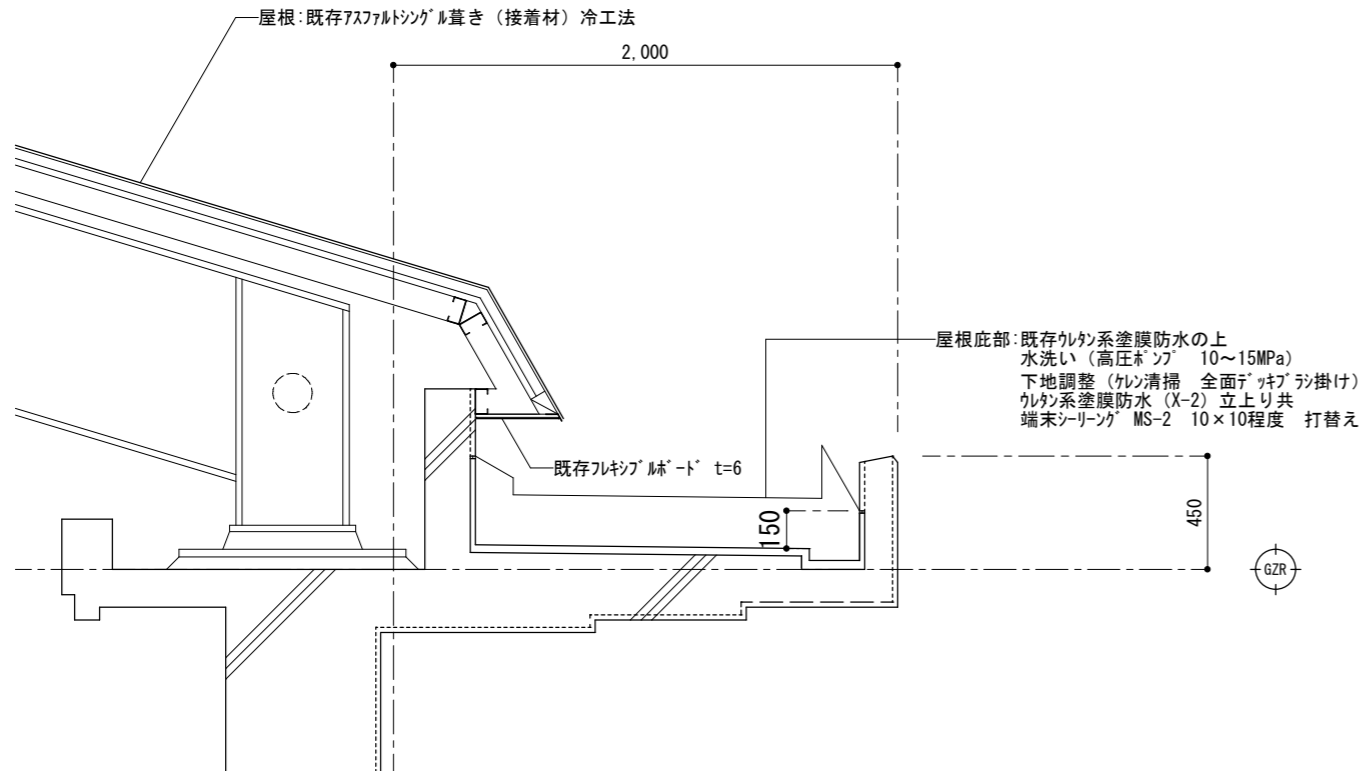 屋根:既存ｱｽﾌｧﾙﾄｼﾝｸﾞﾙ葺き（接着材）冷工法
2,000
屋根庇部:既存ｳﾚﾀﾝ系塗膜防水の上
水洗い（高圧ﾎﾟﾝﾌﾟ 10～15MPa）
下地調整（ｹﾚﾝ清掃 全面ﾃﾞｯｷﾌﾞﾗｼ掛け）
ｳﾚﾀﾝ系塗膜防水（X-2）立上り共
端末ｼｰﾘｰﾝｸﾞ MS-2 10×10程度 打替え
既存ﾌﾚｷｼﾌﾞﾙﾎﾞｰﾄﾞ t=6
150
450
GZR